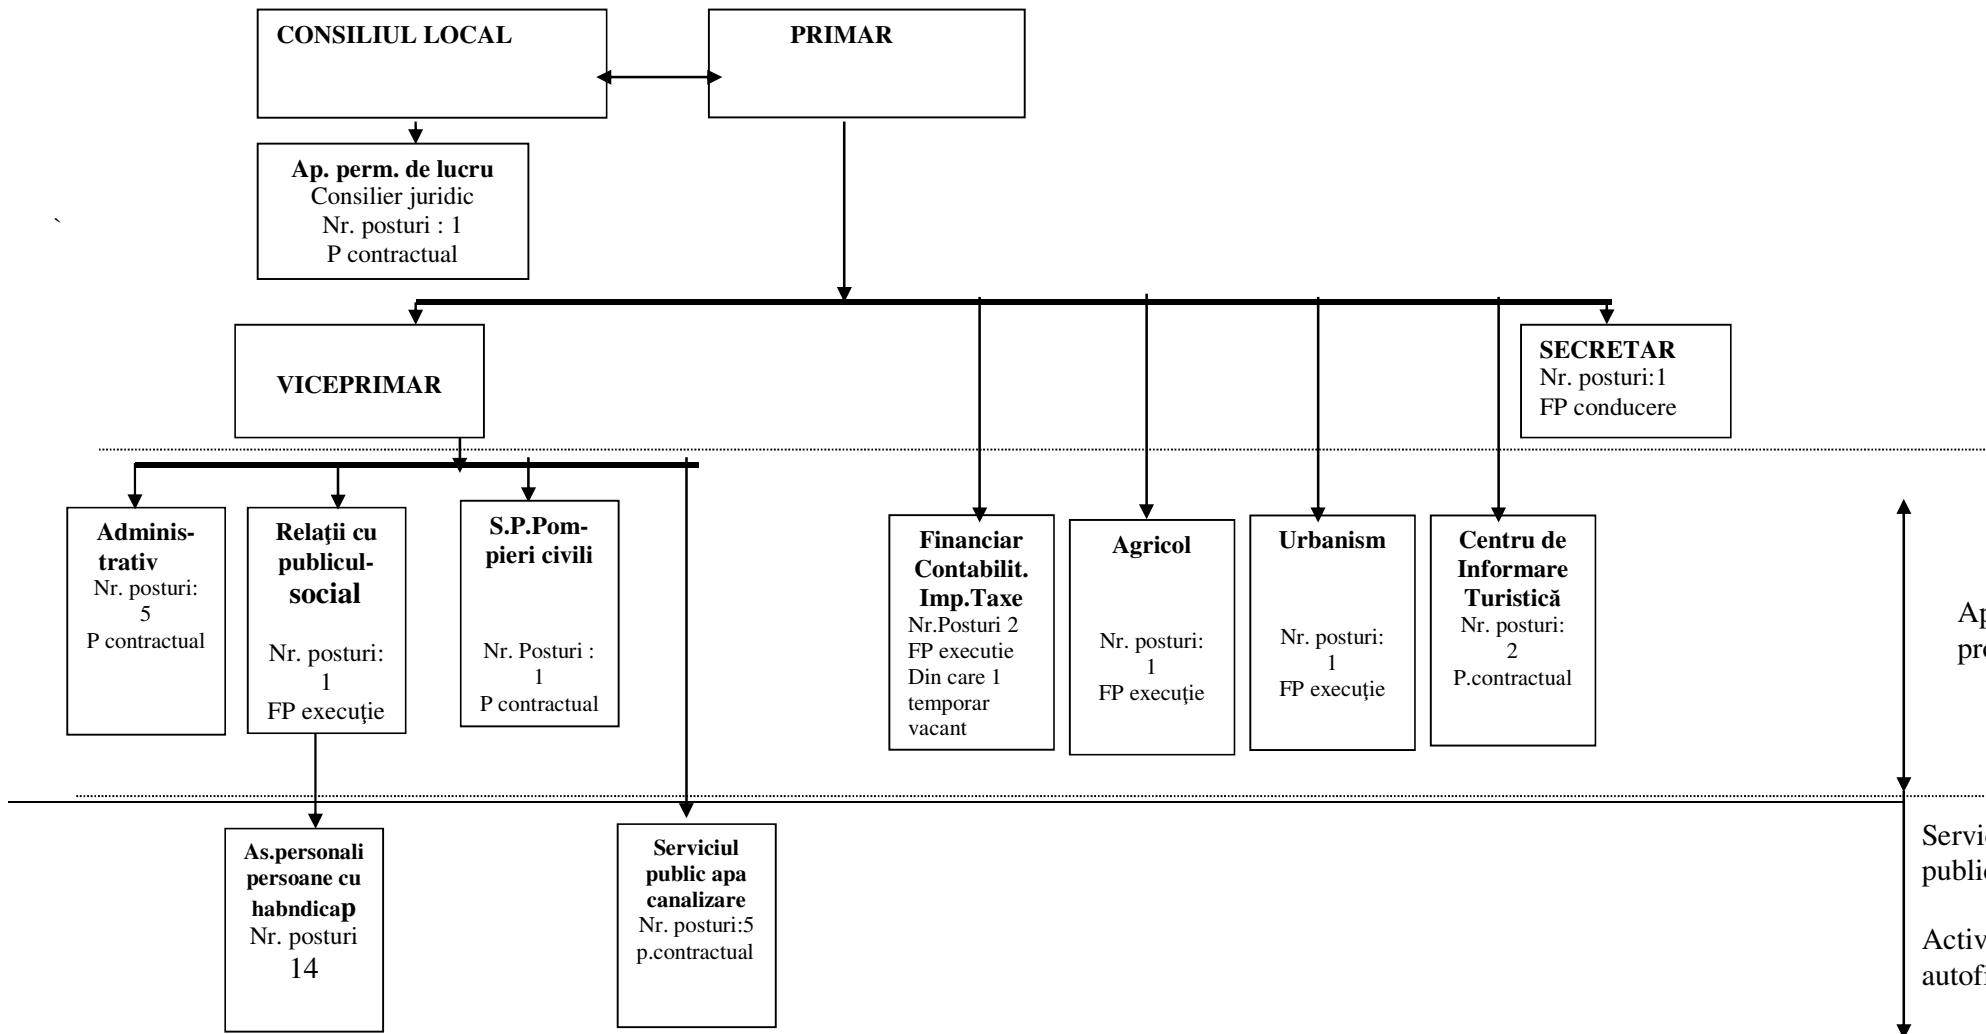 CONSILIUL LOCAL
PRIMAR
Ap. perm. de lucru
Consilier juridic
Nr. posturi : 1
P contractual
`
VICEPRIMAR
SECRETAR
Nr. posturi:1
FP conducere
Adminis-
trativ
Nr. posturi:
5
P contractual
Relaţii cu
publicul-
social
Nr. posturi:
1
FP execuţie
S.P.Pom-
pieri civili
Nr. Posturi :
1
P contractual
Financiar
Contabilit.
Imp.Taxe
Nr.Posturi 2
FP executie
Din care 1
temporar
vacant
Agricol
Nr. posturi:
1
FP execuţie
Urbanism
Nr. posturi:
1
FP execuţie
Centru de
Informare
Turistică
Nr. posturi:
2
P.contractual
As.personali
persoane cu
habndicap
Nr. posturi
14
Serviciul
public apa
canalizare
Nr. posturi:5
p.contractual